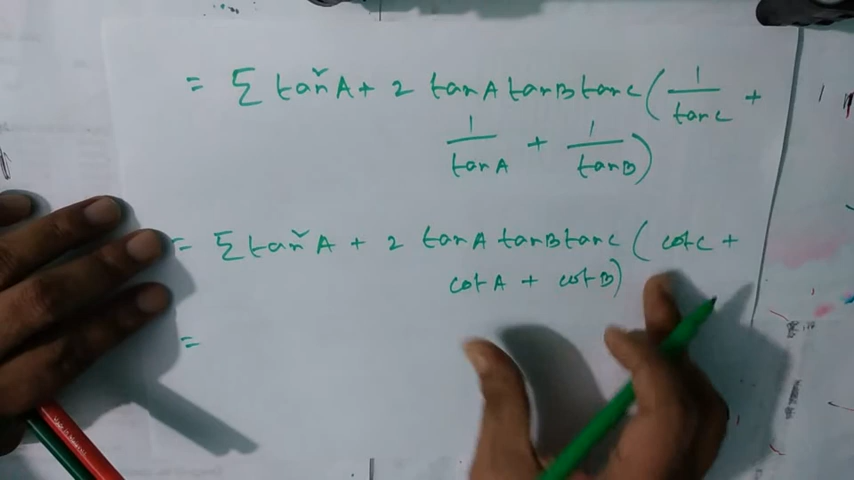 = ∑ tan²A + 2 tanA tanB tanC ( 1/tanC +
1/tanA + 1/tanB )
= ∑ tan²A + 2 tanA tanB tanC ( cotC +
cotA + cotB )
=